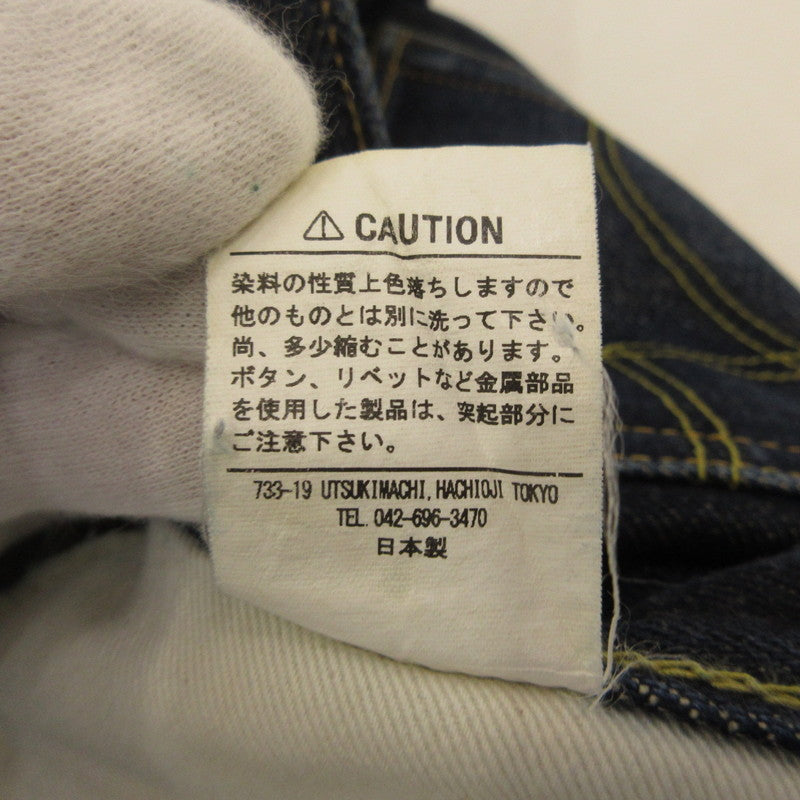 ⚠ CAUTION
染料の性質上色落ちしますので
他のものとは別に洗って下さい。
尚、多少縮むことがあります。
ボタン、リベットなど金属部品
を使用した製品は、突起部分に
ご注意下さい。
733-19 UTSUKIMACHI, HACHIOJI TOKYO
TEL. 042-696-3470
日本製